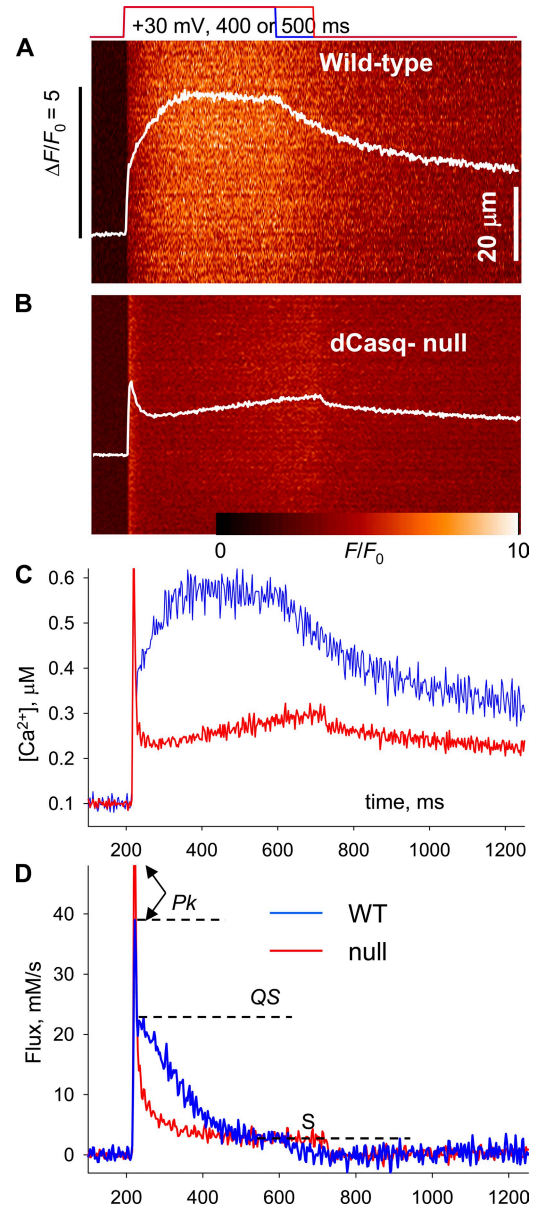 +30 mV, 400 or 500 ms
A
Wild-type
ΔF/F0 = 5
20 μm
B
dCasq- null
0 F/F0 10
C
0.6
0.5
0.4
0.3
0.2
0.1
[Ca2+], μM
time, ms
200 400 600 800 1000 1200
D
Pk
40
WT
null
30
QS
20
10
S
0
Flux, mM/s
200 400 600 800 1000 1200